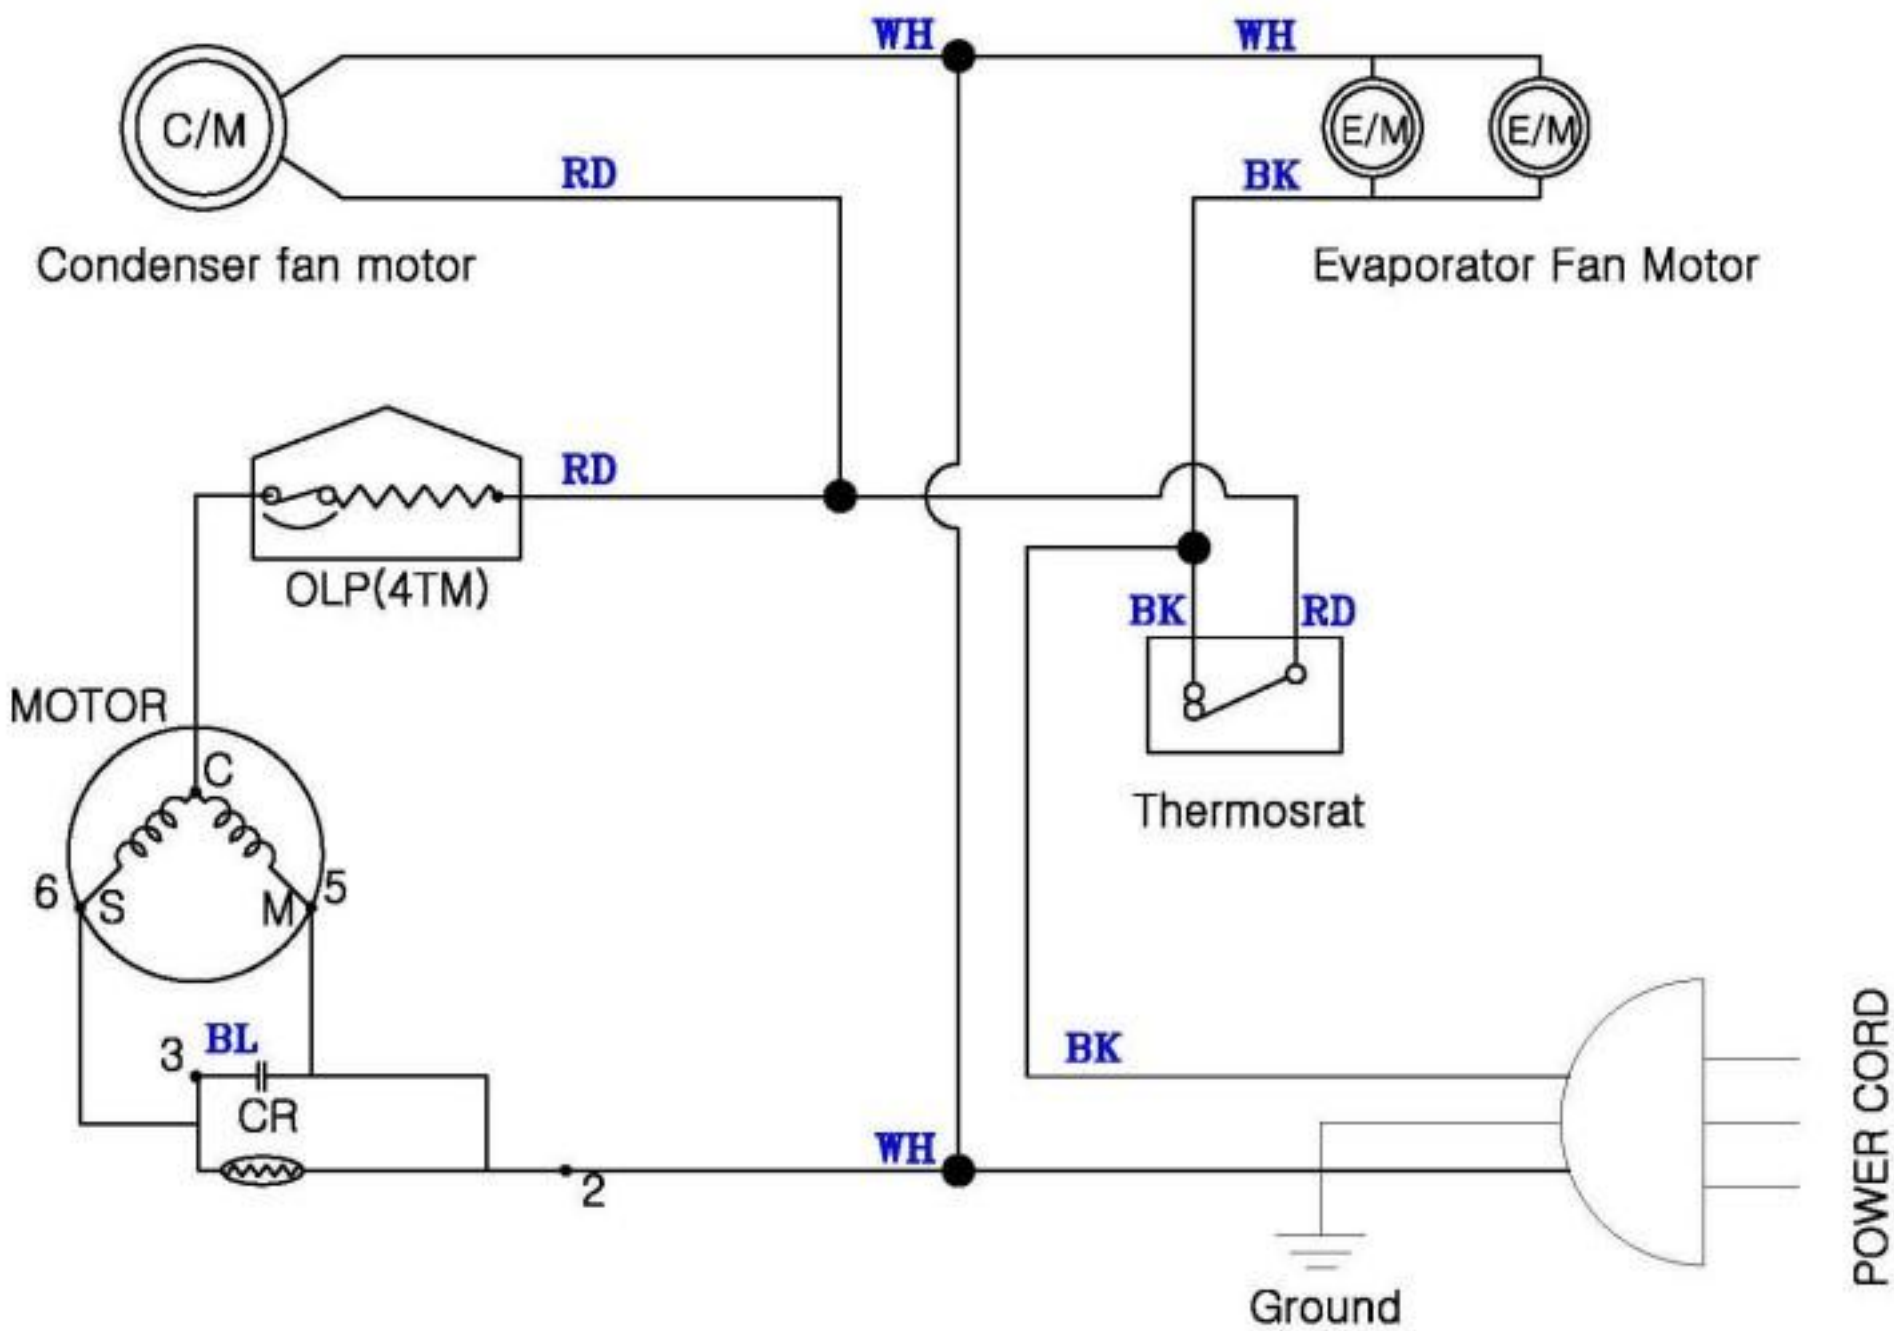 WH
WH
C/M
E/M
E/M
RD
BK
Condenser fan motor
Evaporator Fan Motor
RD
OLP(4TM)
BK
RD
MOTOR
C
Thermosrat
6
S
M
5
3
BL
CR
BK
WH
2
POWER CORD
Ground